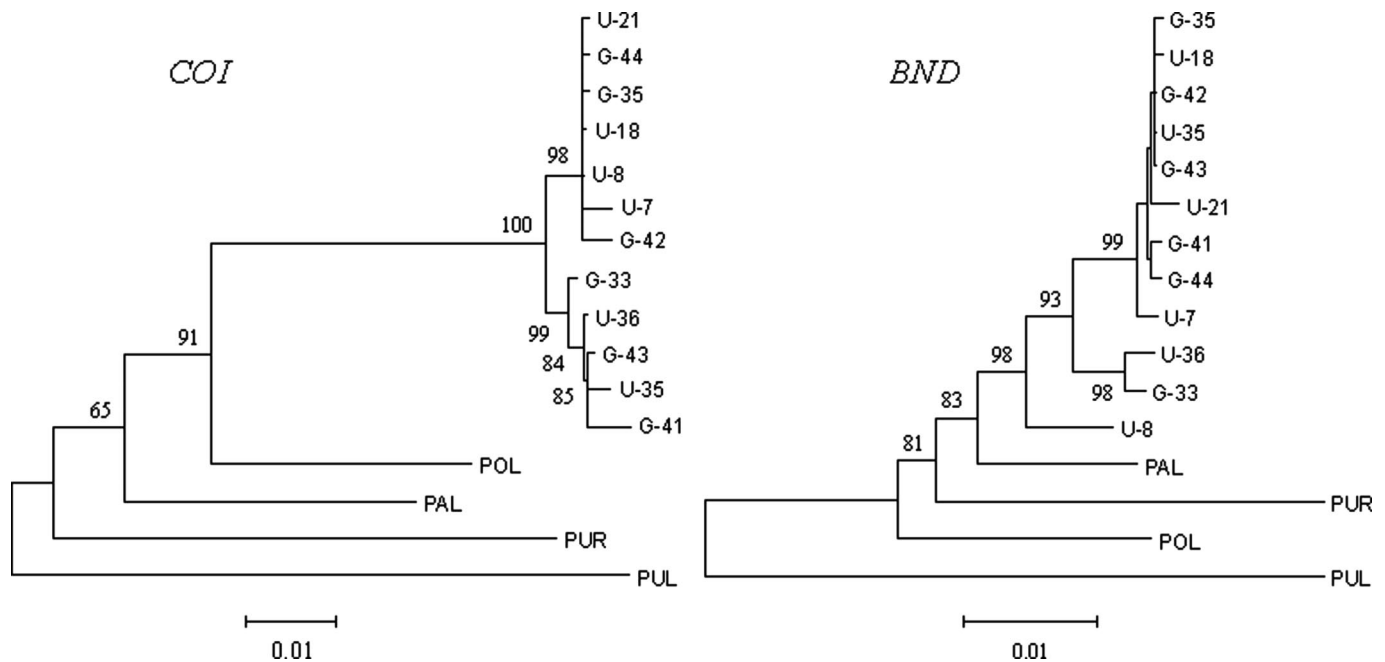 COI
U-21
G-44
G-35
U-18
98
U-8
U-7
100
G-42
G-33
U-36
99
G-43
84
U-35
85
G-41
91
65
POL
PAL
PUR
PUL
0.01
BND
G-35
U-18
G-42
U-35
G-43
U-21
99
G-41
G-44
93
U-7
98
U-36
98
G-33
83
U-8
81
PAL
PUR
POL
PUL
0.01